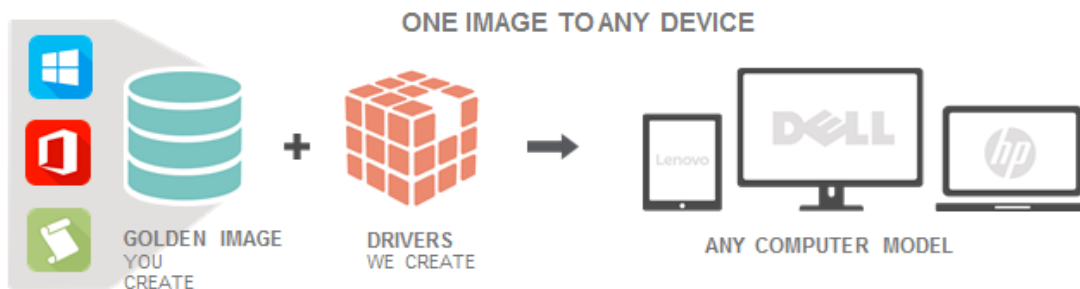 ONE IMAGE TO ANY DEVICE
Lenovo
DELL
hp
GOLDEN IMAGE
YOU
CREATE
DRIVERS
WE CREATE
ANY COMPUTER MODEL